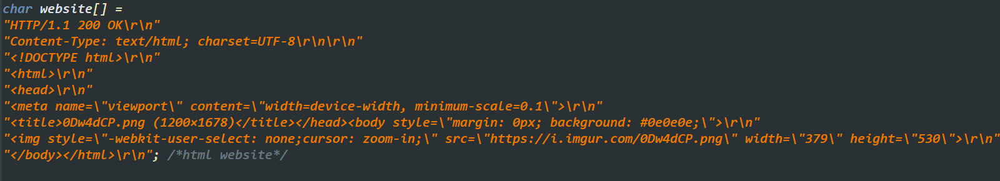 char website[] =
"HTTP/1.1 200 OK\r\n"
"Content-Type: text/html; charset=UTF-8\r\n\r\n"
"<!DOCTYPE html>\r\n"
"<html>\r\n"
"<head>\r\n"
"<meta name=\"viewport\" content=\"width=device-width, minimum-scale=0.1\">\r\n"
"<title>0Dw4dCP.png (1200×1678)</title></head><body style=\"margin: 0px; background: #0e0e0e;\">\r\n"
"<img style=\"-webkit-user-select: none;cursor: zoom-in;\" src=\"https://i.imgur.com/0Dw4dCP.png\" width=\"379\" height=\"530\">\r\n"
"</body></html>\r\n"; /*html website*/